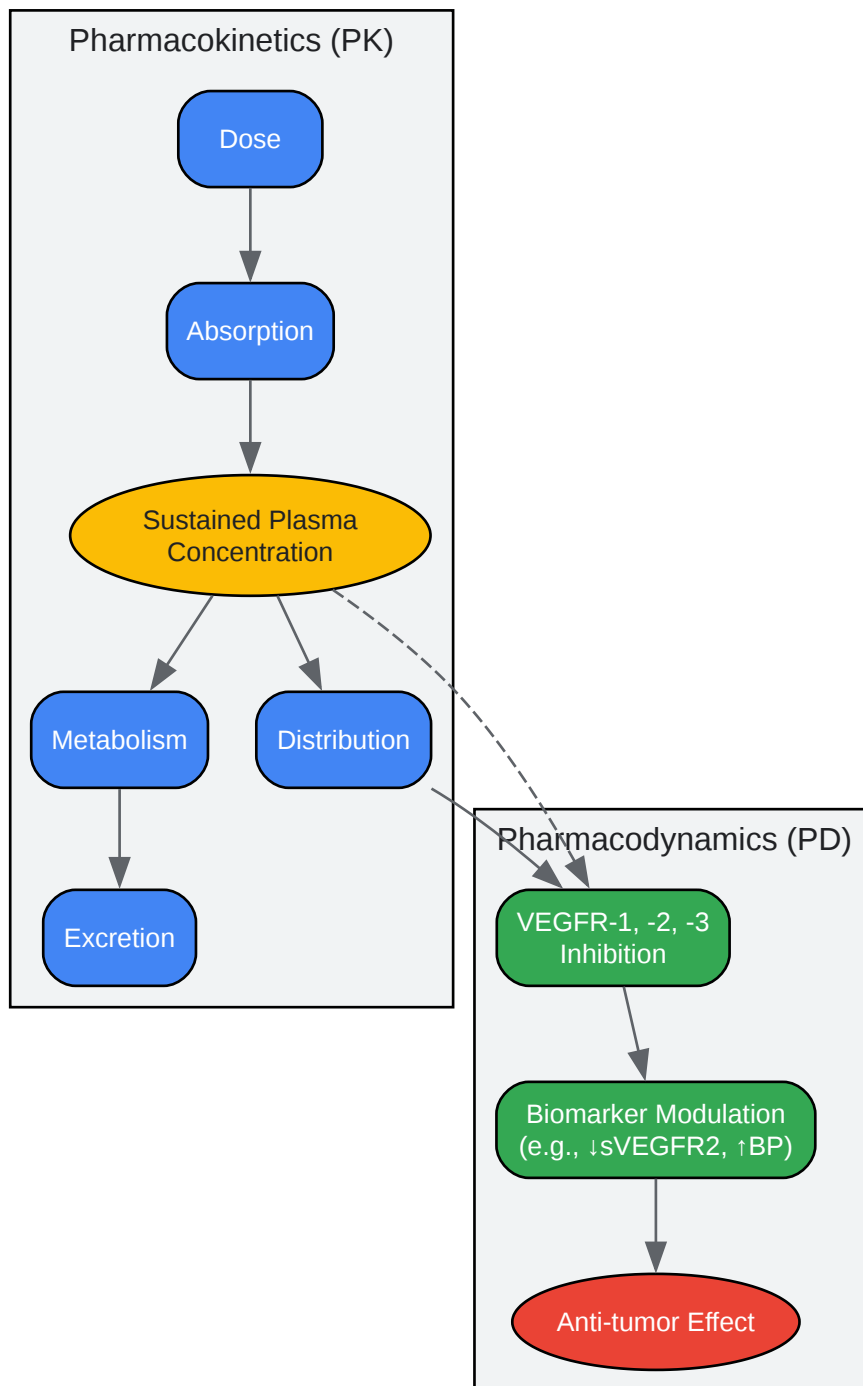 Pharmacokinetics (PK)
Dose
Absorption
Sustained Plasma
Concentration
Metabolism
Distribution
Excretion
Pharmacodynamics (PD)
VEGFR-1, -2, -3
Inhibition
Biomarker Modulation
(e.g., ↓sVEGFR2, ↑BP)
Anti-tumor Effect